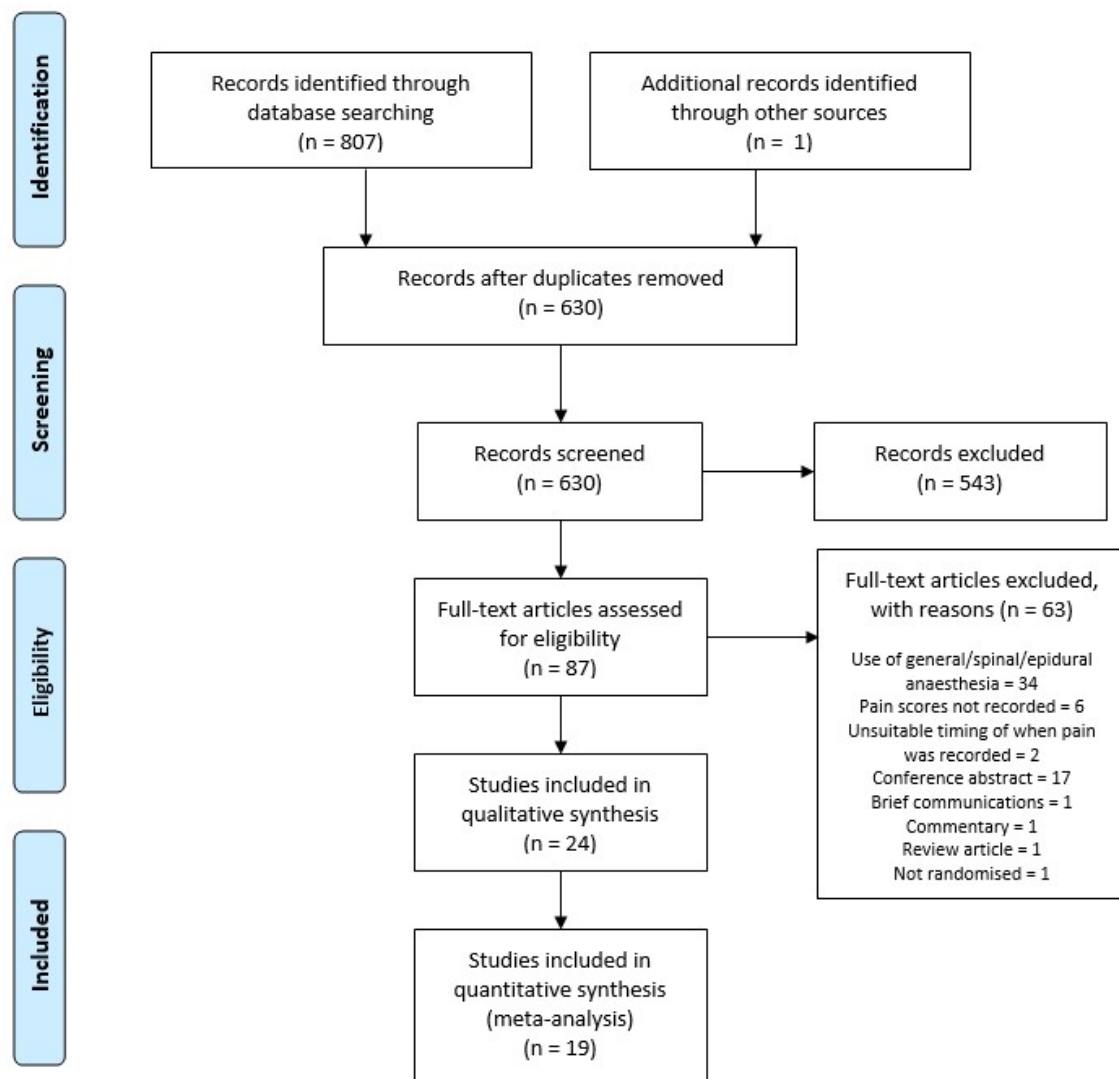 Identification
Records identified through
database searching
(n = 807)
Additional records identified
through other sources
(n = 1)
Records after duplicates removed
(n = 630)
Screening
Records screened
(n = 630)
Records excluded
(n = 543)
Eligibility
Full-text articles assessed
for eligibility
(n = 87)
Full-text articles excluded,
with reasons (n = 63)
Use of general/spinal/epidural
anaesthesia = 34
Pain scores not recorded = 6
Unsuitable timing of when pain
was recorded = 2
Conference abstract = 17
Brief communications = 1
Commentary = 1
Review article = 1
Not randomised = 1
Studies included in
qualitative synthesis
(n = 24)
Included
Studies included in
quantitative synthesis
(meta-analysis)
(n = 19)